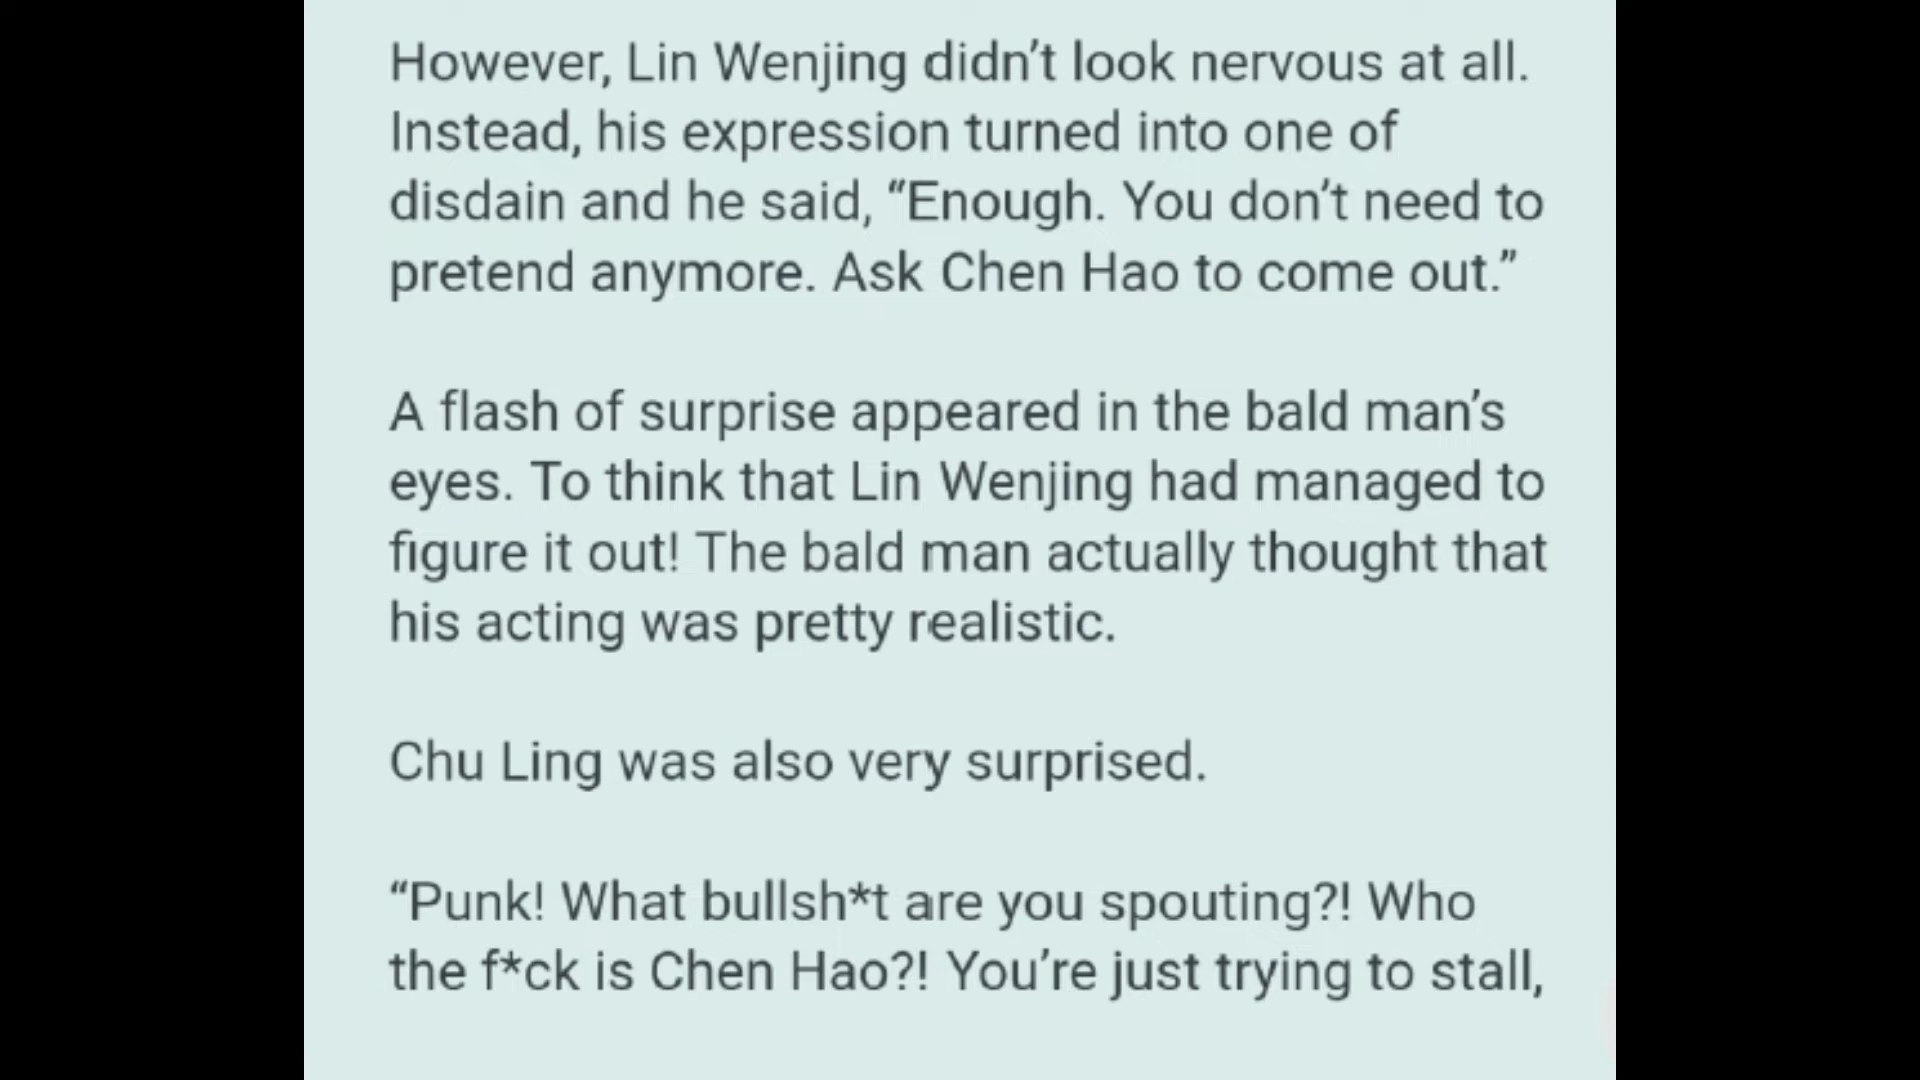 However, Lin Wenjing didn’t look nervous at all.
Instead, his expression turned into one of
disdain and he said, “Enough. You don’t need to
pretend anymore. Ask Chen Hao to come out.”
A flash of surprise appeared in the bald man’s
eyes. To think that Lin Wenjing had managed to
figure it out! The bald man actually thought that
his acting was pretty realistic.
Chu Ling was also very surprised.
“Punk! What bullsh*t are you spouting?! Who
the f*ck is Chen Hao?! You’re just trying to stall,